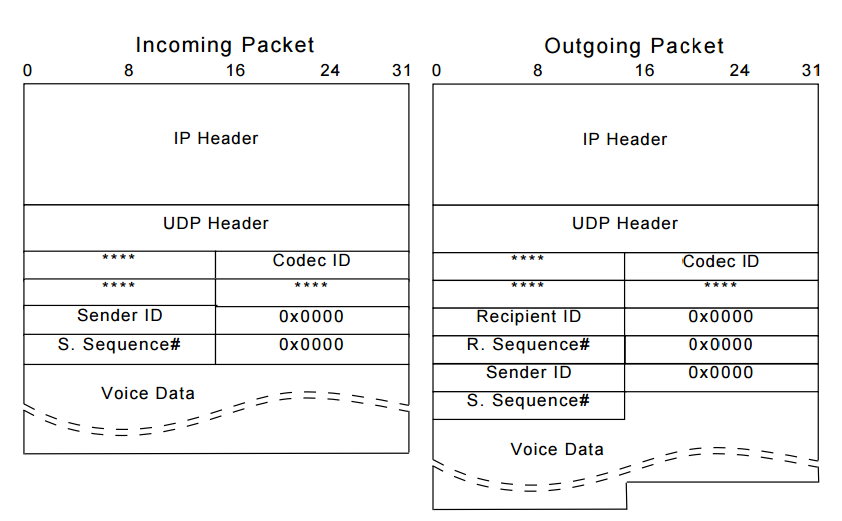 Incoming Packet
0 8 16 24 31
IP Header
UDP Header
**** Codec ID
**** ****
Sender ID 0x0000
S. Sequence# 0x0000
Voice Data
Outgoing Packet
0 8 16 24 31
IP Header
UDP Header
**** Codec ID
**** ****
Recipient ID 0x0000
R. Sequence# 0x0000
Sender ID 0x0000
S. Sequence#
Voice Data